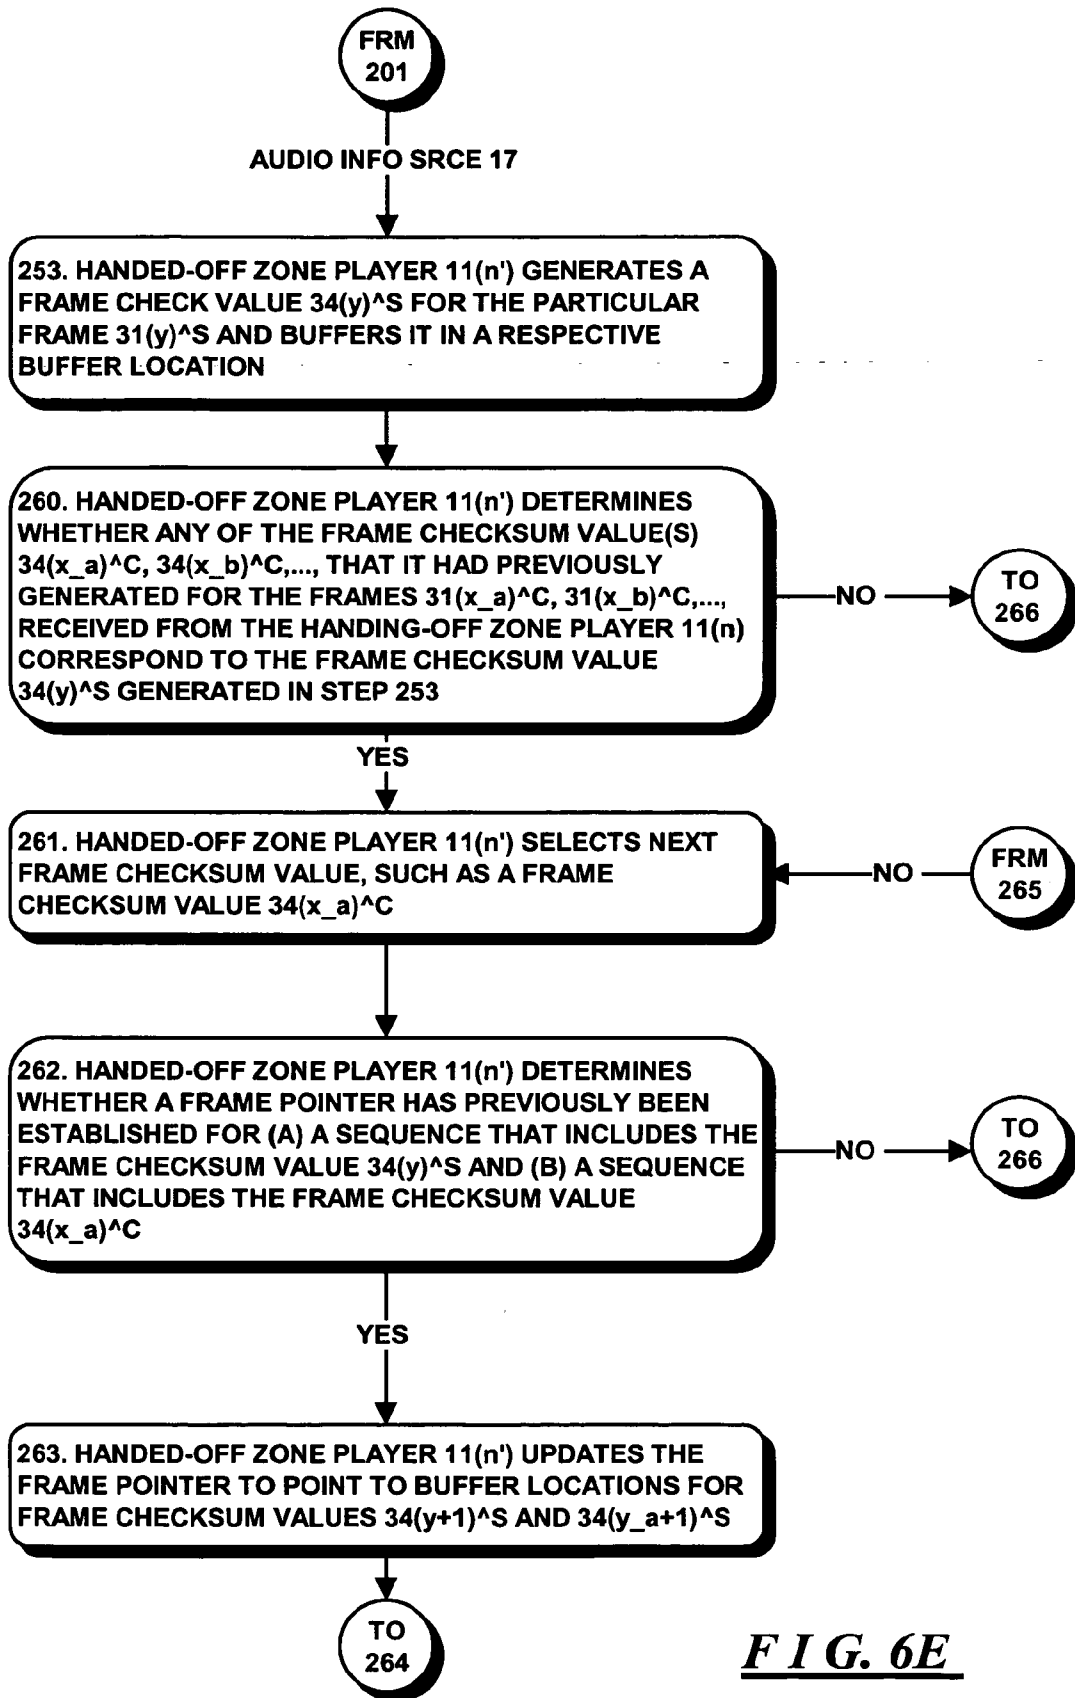 FRM
201
AUDIO INFO SRCE 17
253. HANDED-OFF ZONE PLAYER 11(n') GENERATES A
FRAME CHECK VALUE 34(y)^S FOR THE PARTICULAR
FRAME 31(y)^S AND BUFFERS IT IN A RESPECTIVE
BUFFER LOCATION
260. HANDED-OFF ZONE PLAYER 11(n') DETERMINES
WHETHER ANY OF THE FRAME CHECKSUM VALUE(S)
34(x_a)^C, 34(x_b)^C,..., THAT IT HAD PREVIOUSLY
GENERATED FOR THE FRAMES 31(x_a)^C, 31(x_b)^C,...,
RECEIVED FROM THE HANDING-OFF ZONE PLAYER 11(n)
CORRESPOND TO THE FRAME CHECKSUM VALUE
34(y)^S GENERATED IN STEP 253
NO
TO
266
YES
261. HANDED-OFF ZONE PLAYER 11(n') SELECTS NEXT
FRAME CHECKSUM VALUE, SUCH AS A FRAME
CHECKSUM VALUE 34(x_a)^C
NO
FRM
265
262. HANDED-OFF ZONE PLAYER 11(n') DETERMINES
WHETHER A FRAME POINTER HAS PREVIOUSLY BEEN
ESTABLISHED FOR (A) A SEQUENCE THAT INCLUDES THE
FRAME CHECKSUM VALUE 34(y)^S AND (B) A SEQUENCE
THAT INCLUDES THE FRAME CHECKSUM VALUE
34(x_a)^C
NO
TO
266
YES
263. HANDED-OFF ZONE PLAYER 11(n') UPDATES THE
FRAME POINTER TO POINT TO BUFFER LOCATIONS FOR
FRAME CHECKSUM VALUES 34(y+1)^S AND 34(y_a+1)^S
TO
264
F I G. 6E